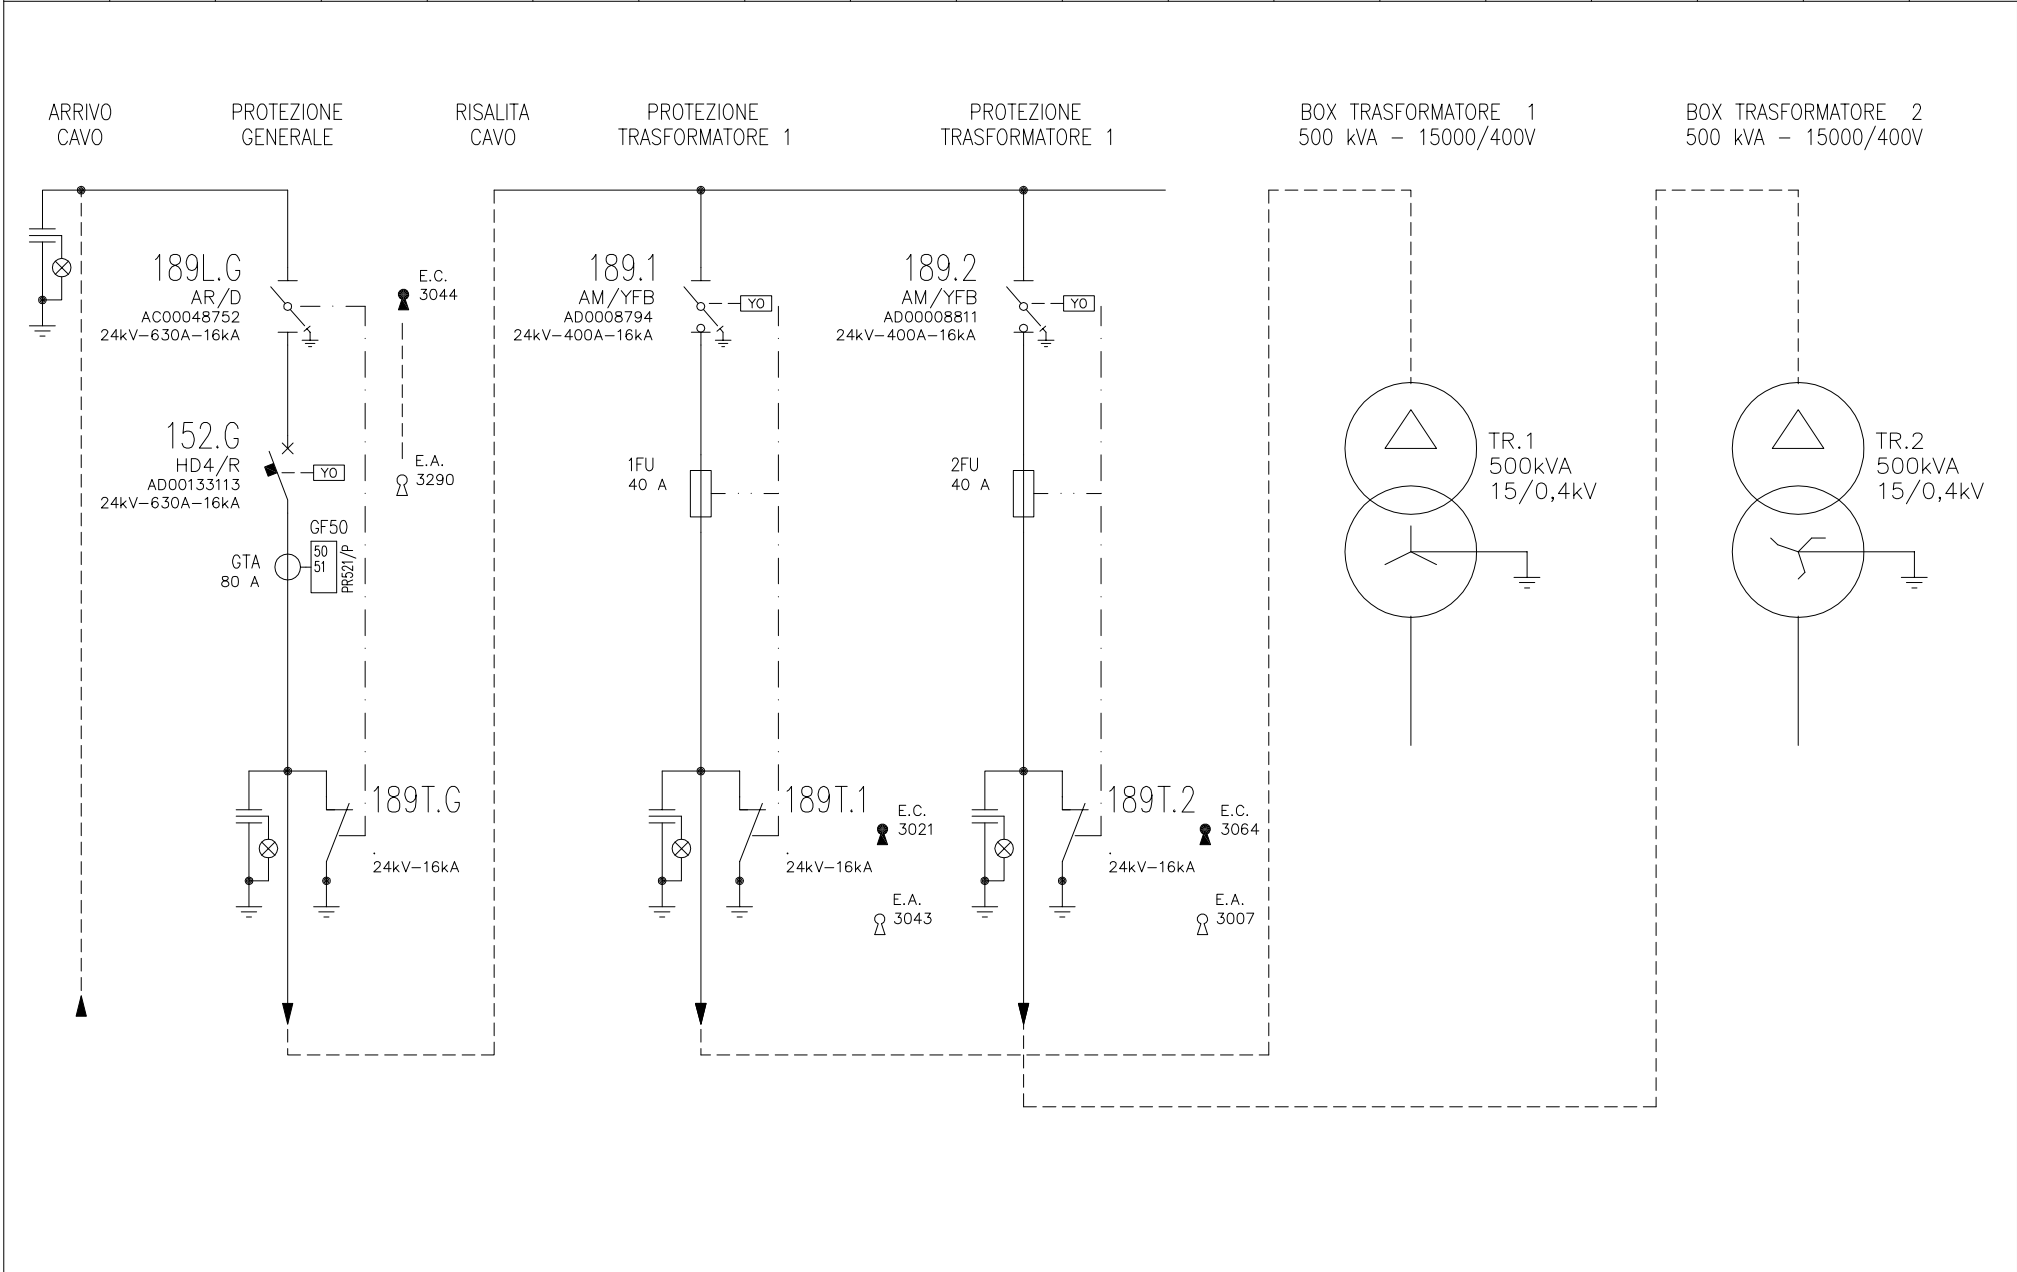 ARRIVO
CAVO
PROTEZIONE
GENERALE
RISALITA
CAVO
PROTEZIONE
TRASFORMATORE 1
PROTEZIONE
TRASFORMATORE 1
BOX TRASFORMATORE 1
500 kVA - 15000/400V
BOX TRASFORMATORE 2
500 kVA - 15000/400V
189L.G
AR/D
AC00048752
24kV-630A-16kA
E.C.
3044
189.1
AM/YFB
AD0008794
24kV-400A-16kA
YO
189.2
AM/YFB
AD00008811
24kV-400A-16kA
YO
152.G
HD4/R
AD00133113
24kV-630A-16kA
YO
E.A.
3290
1FU
40 A
2FU
40 A
TR.1
500kVA
15/0,4kV
TR.2
500kVA
15/0,4kV
GTA
80 A
GF50
50
51
PR521/P
189T.G
24kV-16kA
189T.1
24kV-16kA
E.C.
3021
E.A.
3043
189T.2
24kV-16kA
E.C.
3064
E.A.
3007